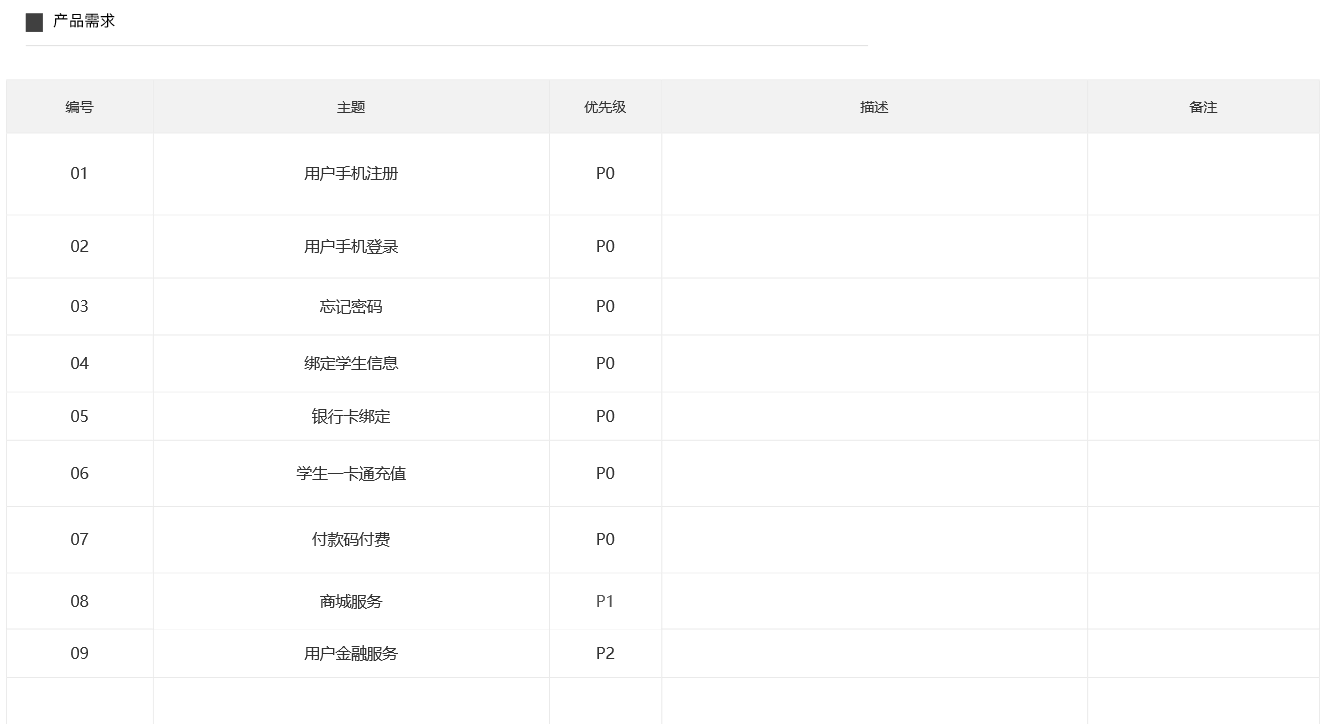 产品需求
编号 主题 优先级 描述 备注
01 用户手机注册 P0
02 用户手机登录 P0
03 忘记密码 P0
04 绑定学生信息 P0
05 银行卡绑定 P0
06 学生一卡通充值 P0
07 付款码付费 P0
08 商城服务 P1
09 用户金融服务 P2